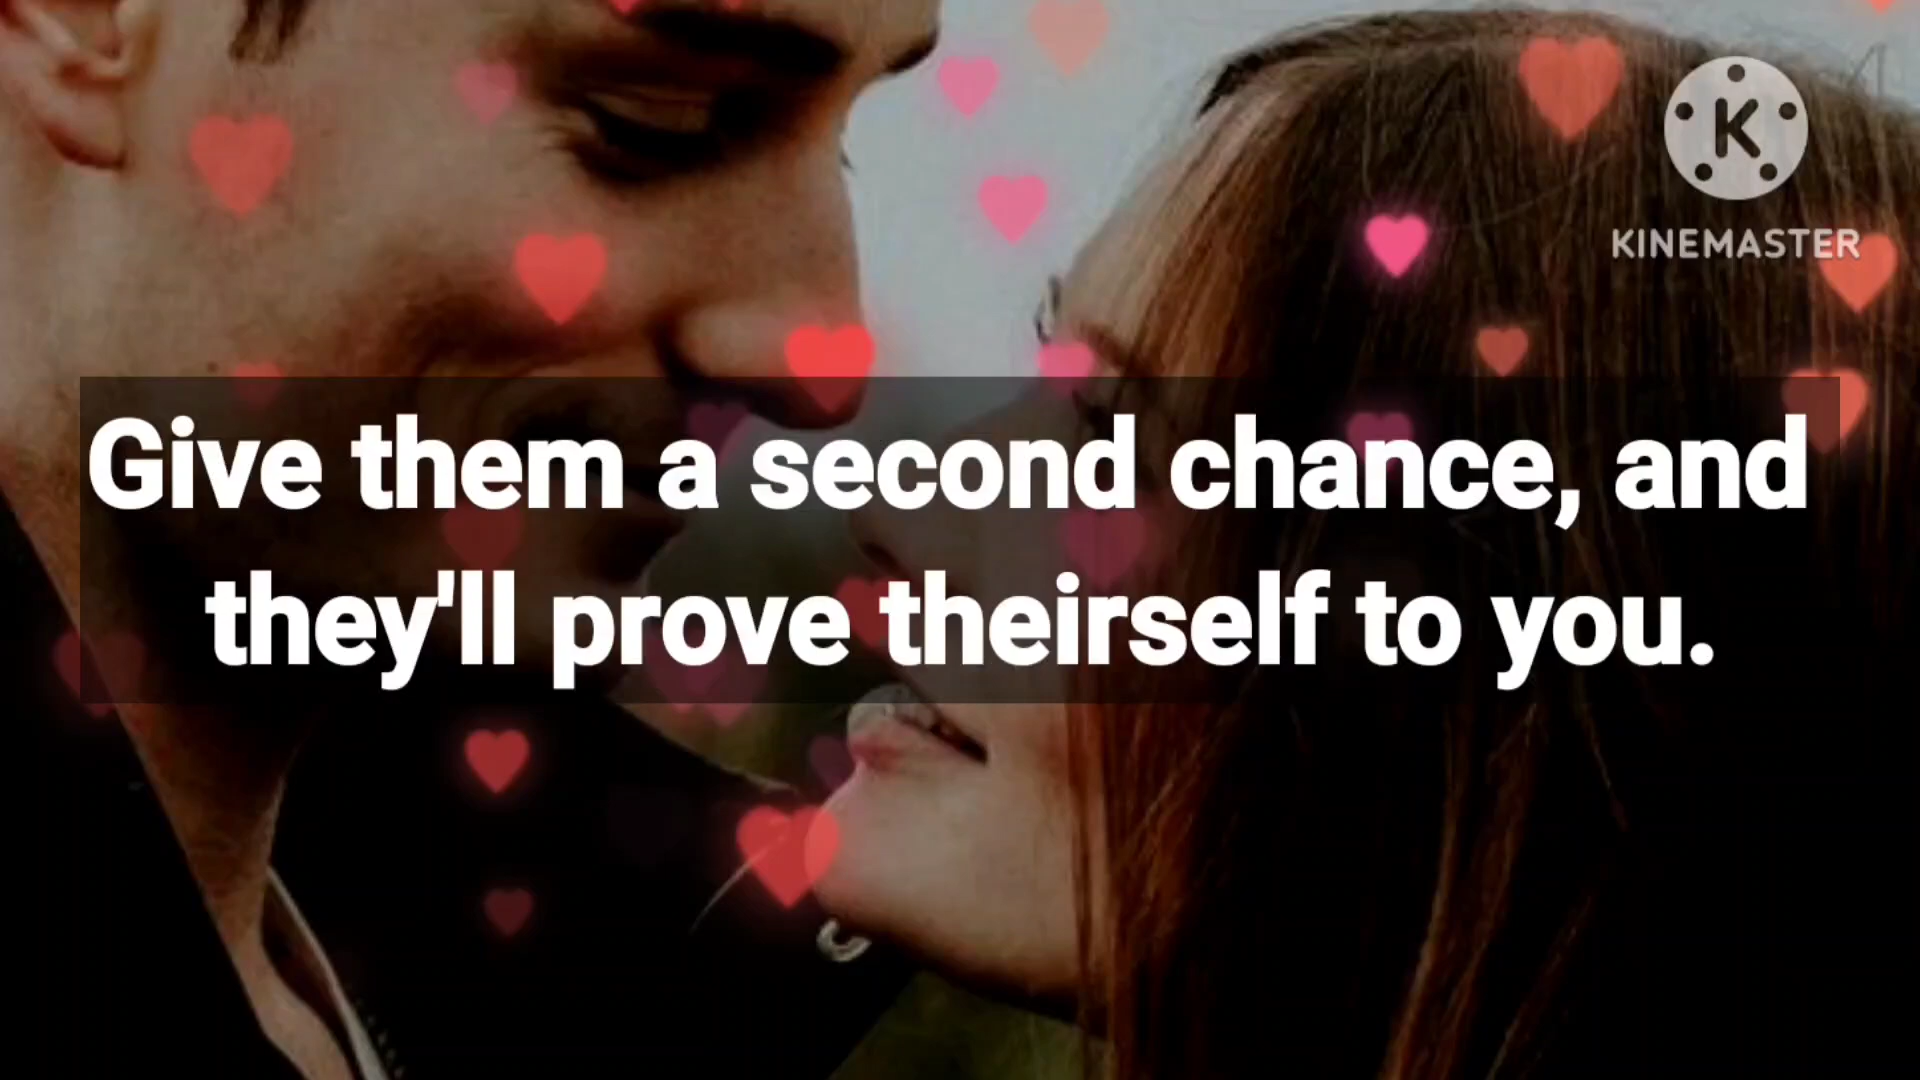 K
KINEMASTER
Give them a second chance, and
they'll prove theirself to you.